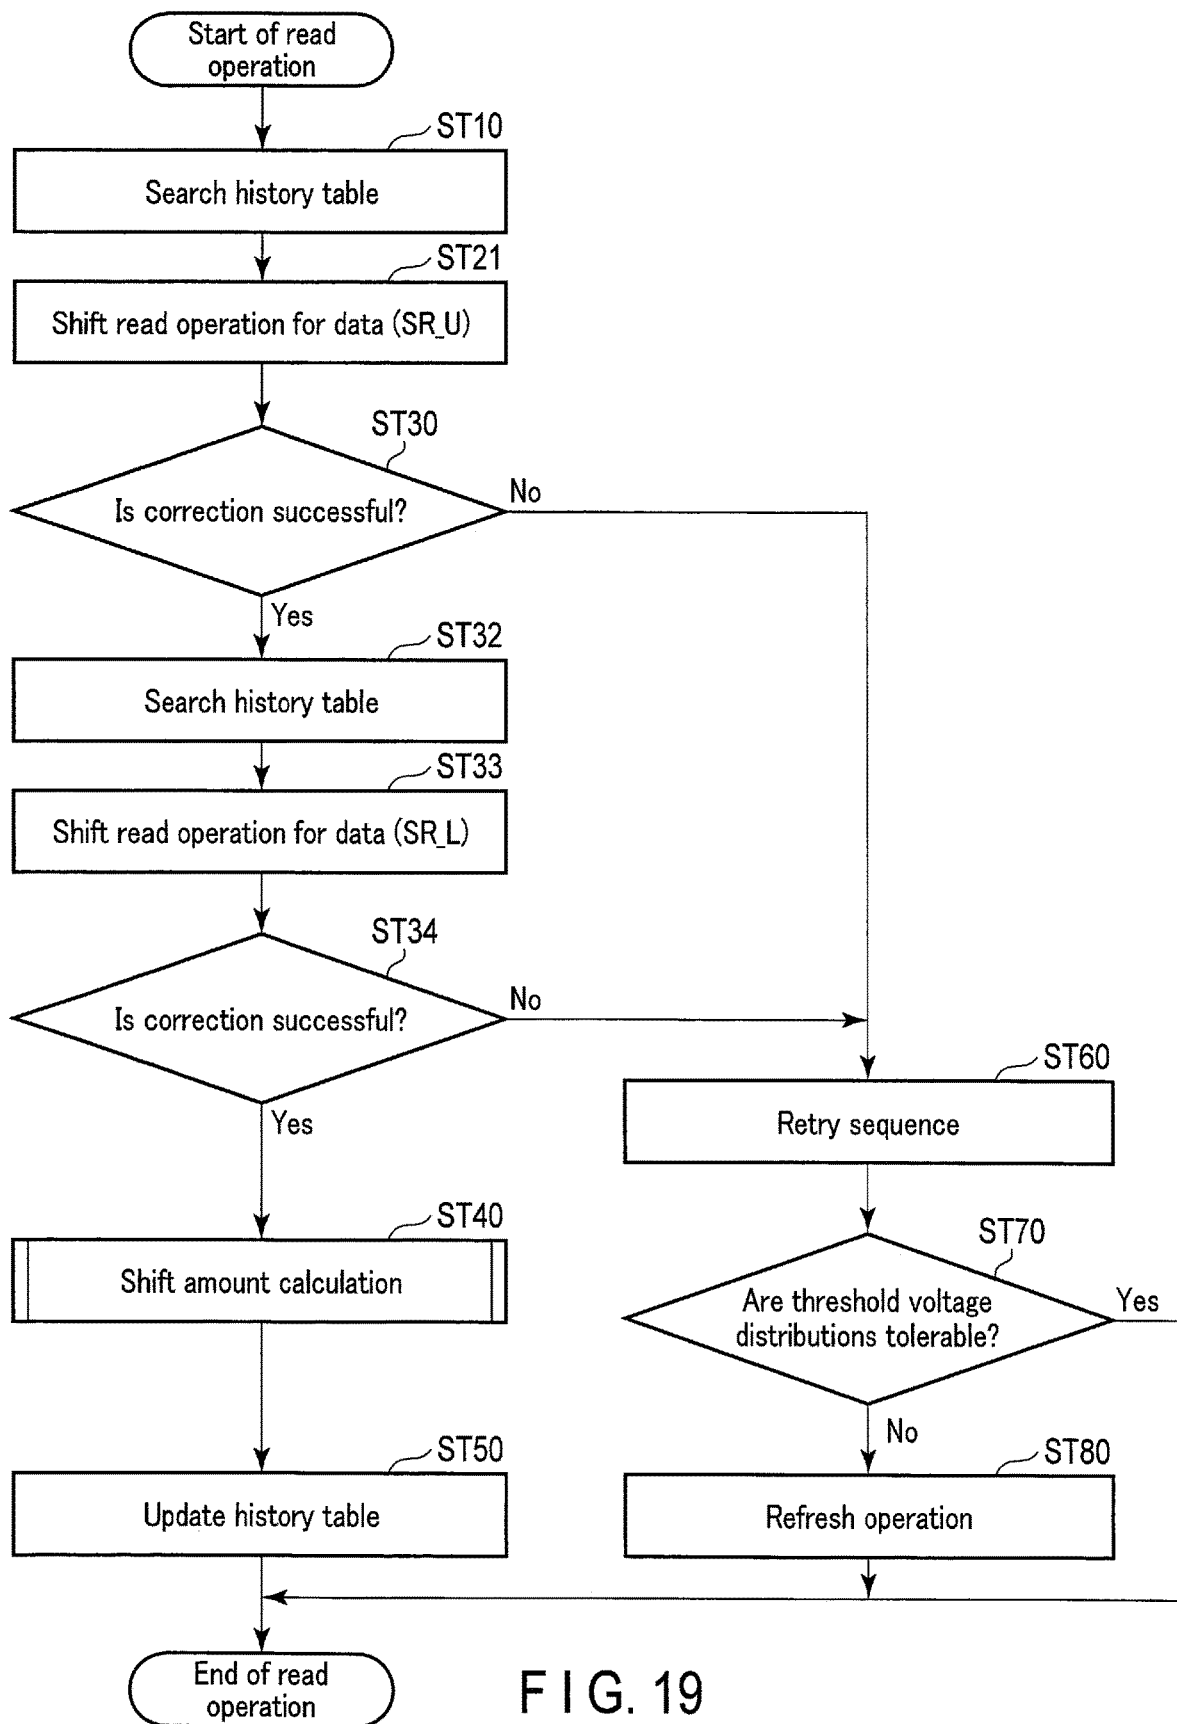 Start of read
operation
ST10
Search history table
ST21
Shift read operation for data (SR_U)
ST30
Is correction successful?
No
Yes
ST32
Search history table
ST33
Shift read operation for data (SR_L)
ST34
Is correction successful?
No
Yes
ST60
Retry sequence
ST40
Shift amount calculation
ST70
Are threshold voltage
distributions tolerable?
Yes
No
ST50
Update history table
ST80
Refresh operation
End of read
operation
FIG. 19